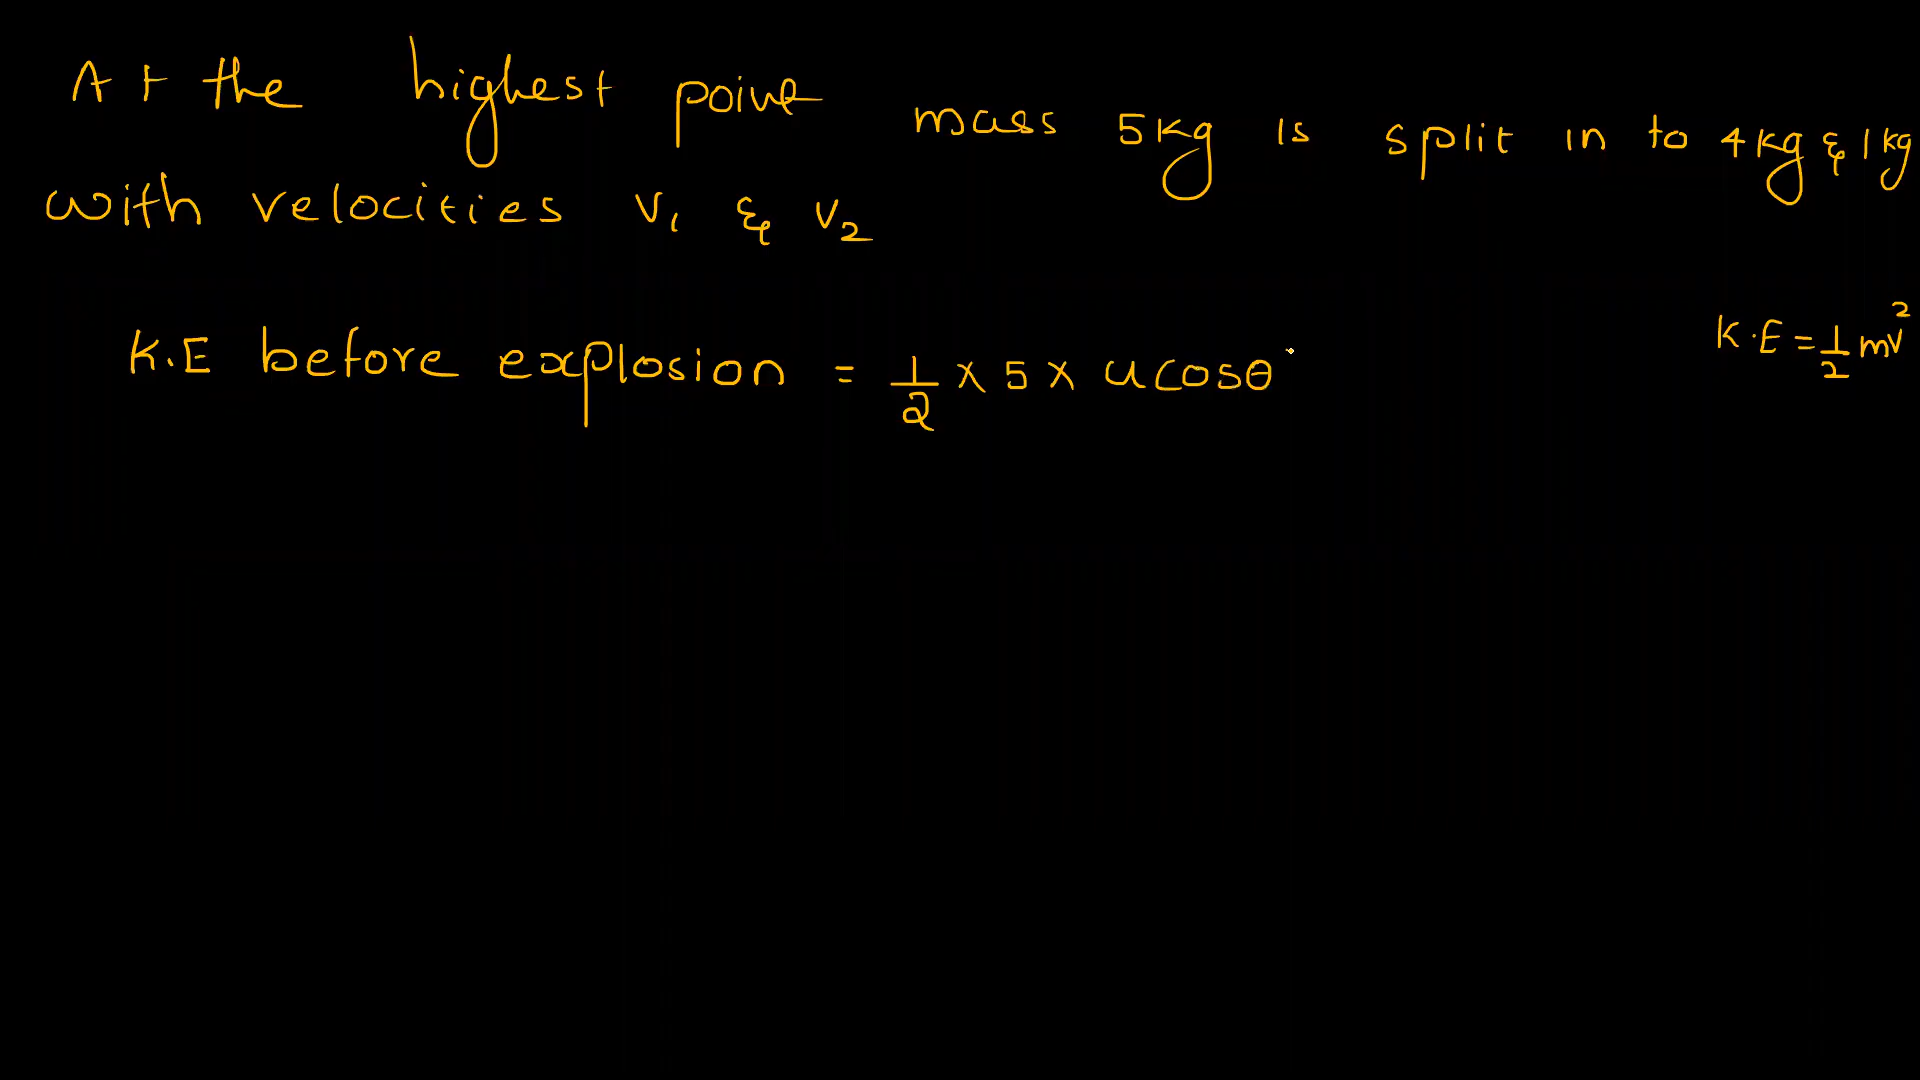 At the highest point mass 5kg is split in to 4kg & 1kg
with velocities v₁ & v₂
K.E = 1/2 mv²
K.E before explosion = 1/2 × 5 × ucosθ